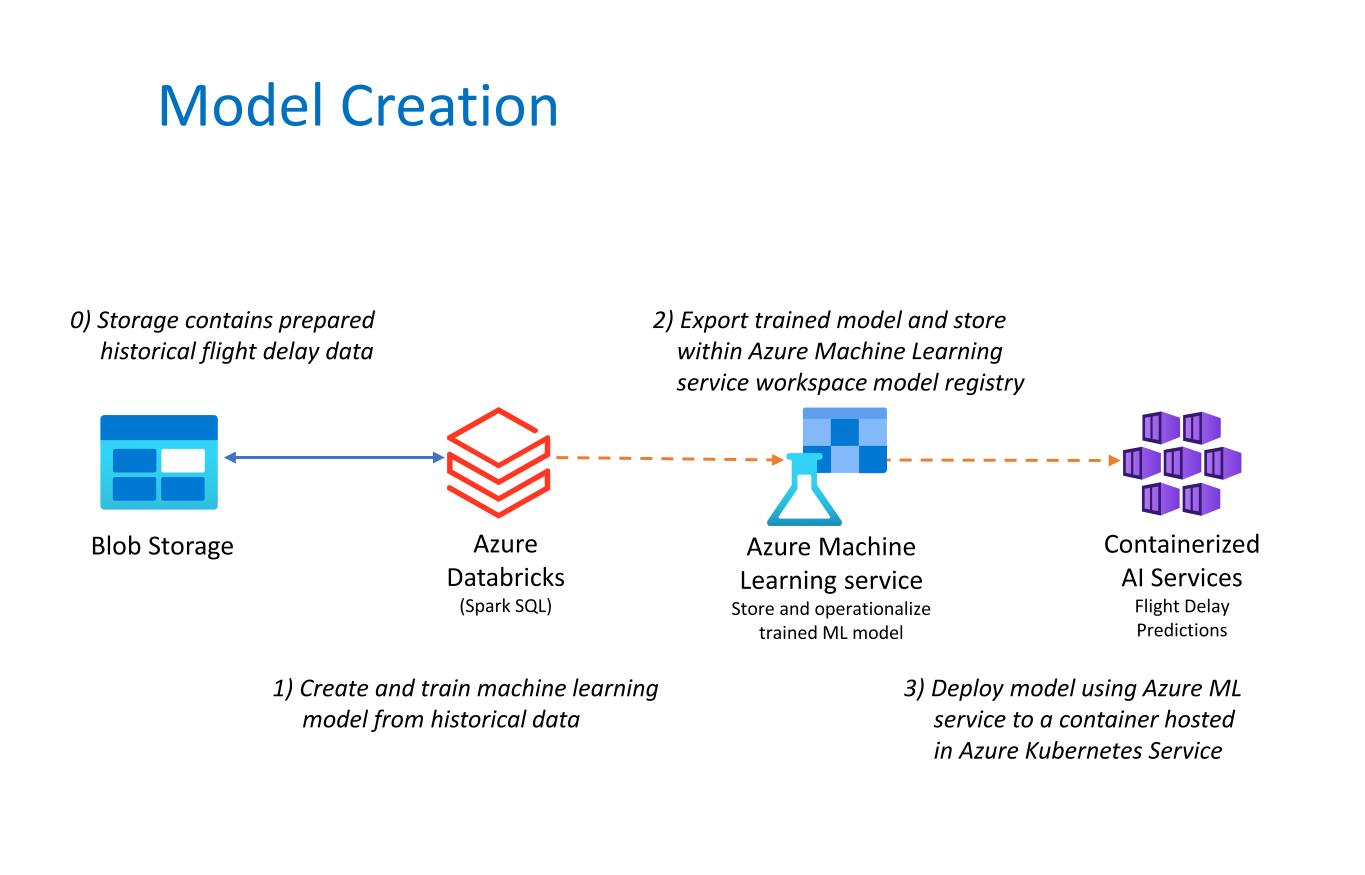 Model Creation
0) Storage contains prepared
historical flight delay data
2) Export trained model and store
within Azure Machine Learning
service workspace model registry
Blob Storage
Azure
Databricks
(Spark SQL)
Azure Machine
Learning service
Store and operationalize
trained ML model
Containerized
AI Services
Flight Delay
Predictions
1) Create and train machine learning
model from historical data
3) Deploy model using Azure ML
service to a container hosted
in Azure Kubernetes Service